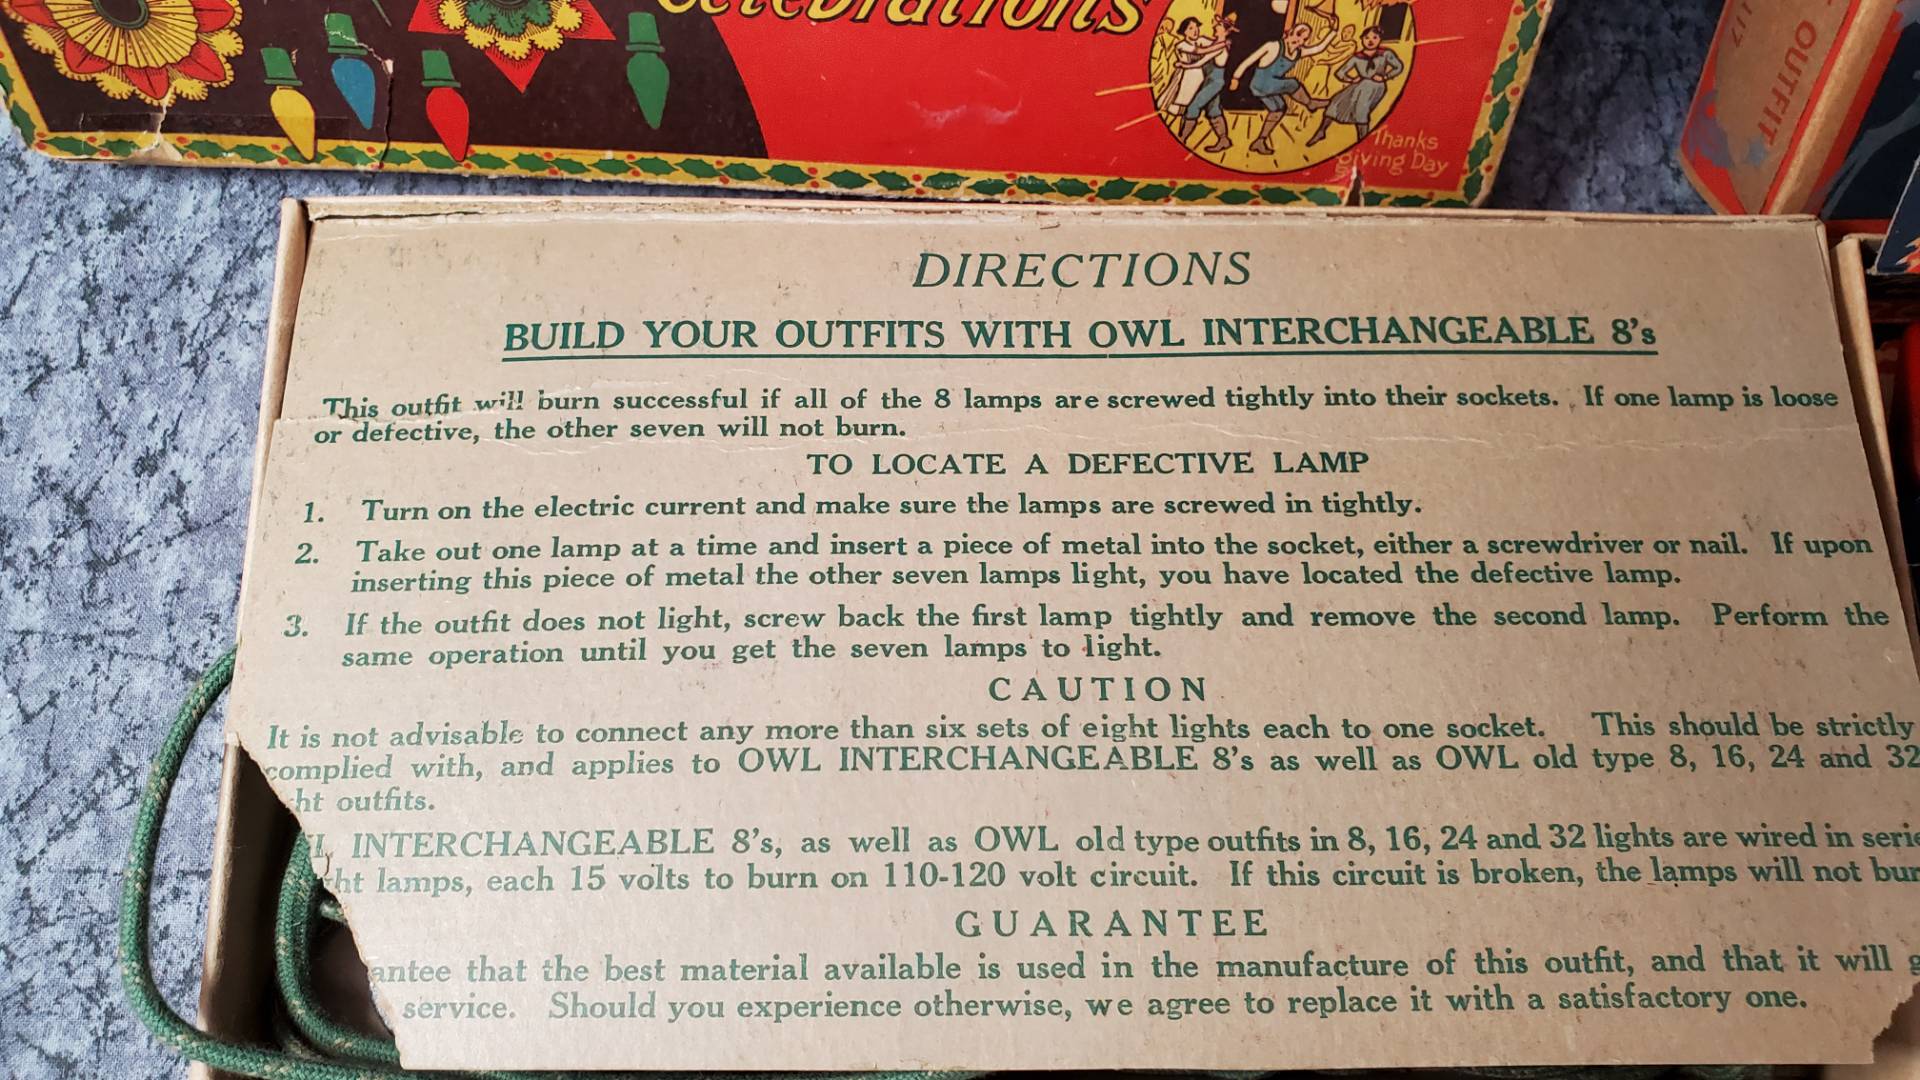 Celebrations
Thanks
giving Day
OUTFIT
117
DIRECTIONS
BUILD YOUR OUTFITS WITH OWL INTERCHANGEABLE 8's
This outfit will burn successful if all of the 8 lamps are screwed tightly into their sockets. If one lamp is loose
or defective, the other seven will not burn.
TO LOCATE A DEFECTIVE LAMP
1. Turn on the electric current and make sure the lamps are screwed in tightly.
2. Take out one lamp at a time and insert a piece of metal into the socket, either a screwdriver or nail. If upon
inserting this piece of metal the other seven lamps light, you have located the defective lamp.
3. If the outfit does not light, screw back the first lamp tightly and remove the second lamp. Perform the
same operation until you get the seven lamps to light.
CAUTION
It is not advisable to connect any more than six sets of eight lights each to one socket. This should be strictly
complied with, and applies to OWL INTERCHANGEABLE 8's as well as OWL old type 8, 16, 24 and 32
ht outfits.
L INTERCHANGEABLE 8's, as well as OWL old type outfits in 8, 16, 24 and 32 lights are wired in serie
ht lamps, each 15 volts to burn on 110-120 volt circuit. If this circuit is broken, the lamps will not bur
GUARANTEE
antee that the best material available is used in the manufacture of this outfit, and that it will g
service. Should you experience otherwise, we agree to replace it with a satisfactory one.